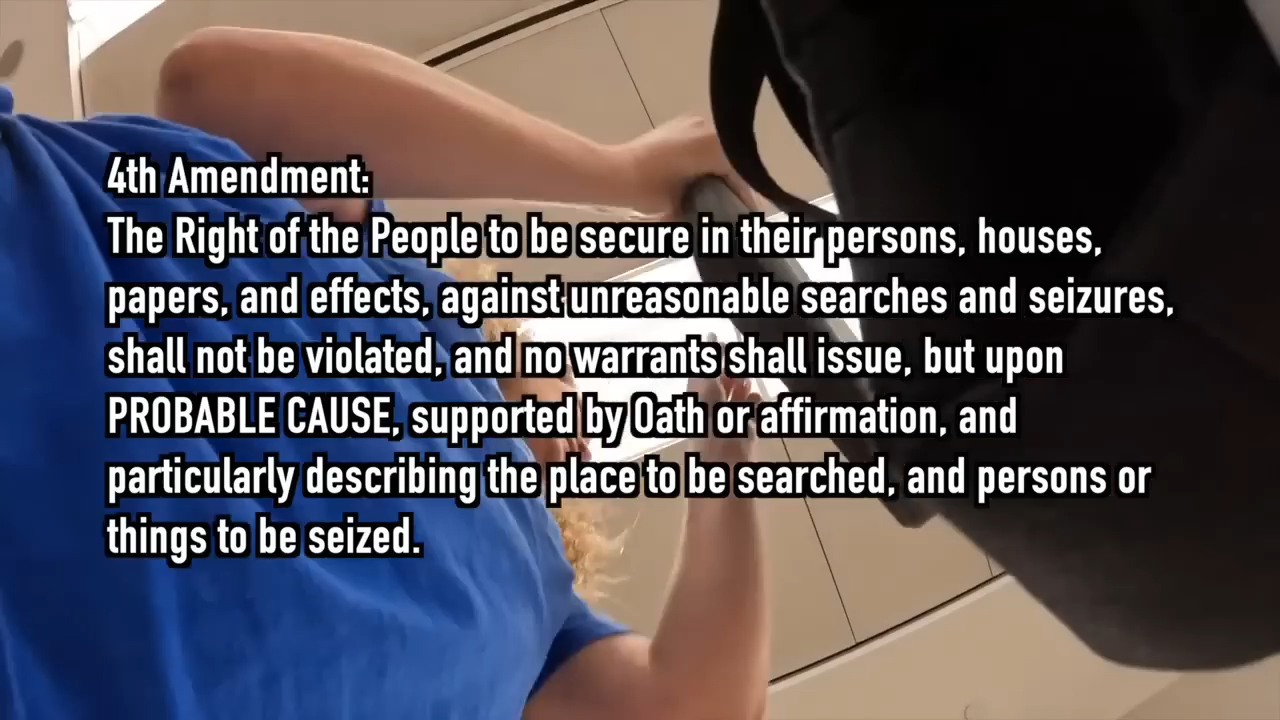 4th Amendment:
The Right of the People to be secure in their persons, houses,
papers, and effects, against unreasonable searches and seizures,
shall not be violated, and no warrants shall issue, but upon
PROBABLE CAUSE, supported by Oath or affirmation, and
particularly describing the place to be searched, and persons or
things to be seized.